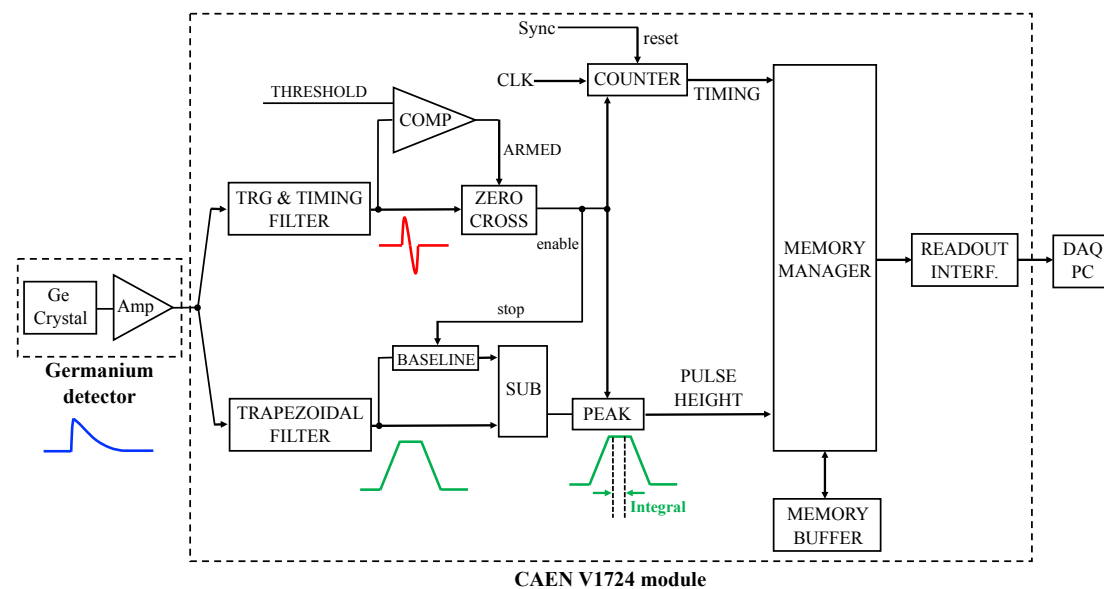 Sync
reset
CLK
COUNTER
TIMING
THRESHOLD
COMP
ARMED
TRG & TIMING
FILTER
ZERO
CROSS
enable
MEMORY
MANAGER
READOUT
INTERF.
DAQ
PC
Ge
Crystal
Amp
Germanium
detector
stop
BASELINE
SUB
TRAPEZOIDAL
FILTER
PEAK
PULSE
HEIGHT
Integral
MEMORY
BUFFER
CAEN V1724 module